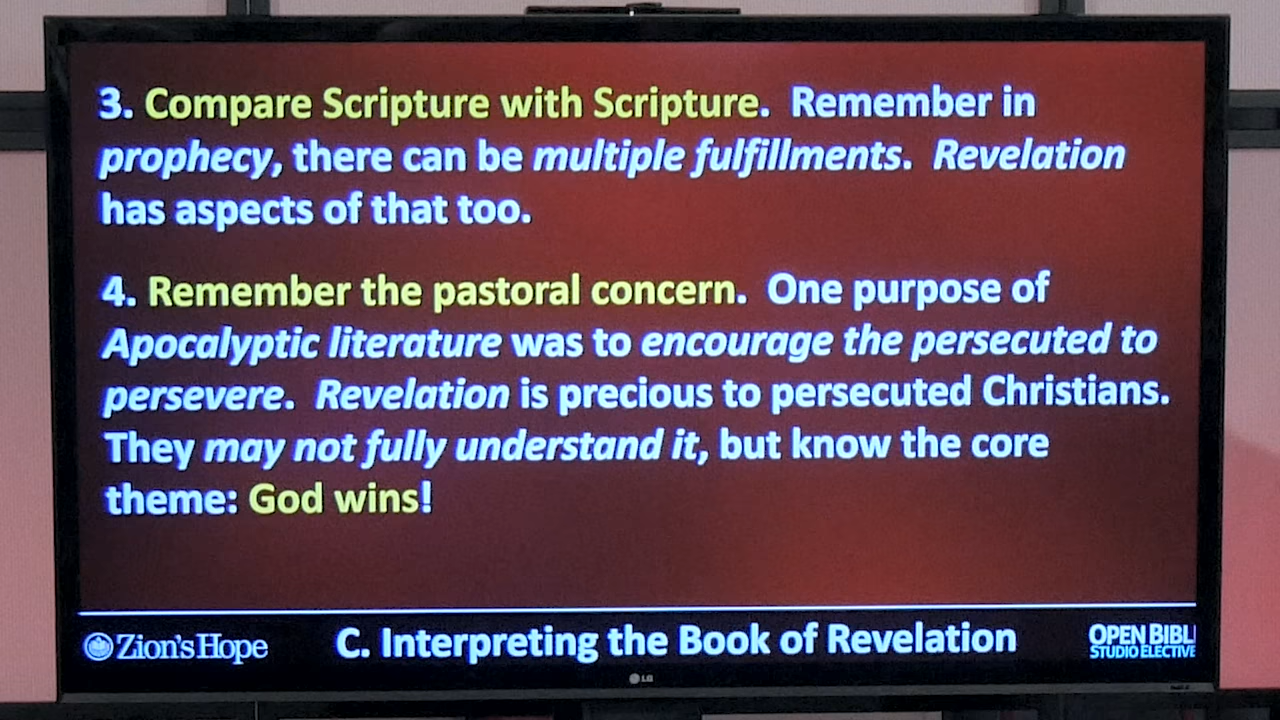 3. Compare Scripture with Scripture. Remember in
prophecy, there can be multiple fulfillments. Revelation
has aspects of that too.
4. Remember the pastoral concern. One purpose of
Apocalyptic literature was to encourage the persecuted to
persevere. Revelation is precious to persecuted Christians.
They may not fully understand it, but know the core
theme: God wins!
Zion's Hope
C. Interpreting the Book of Revelation
OPEN BIBL
STUDIO ELECTIVE
LG